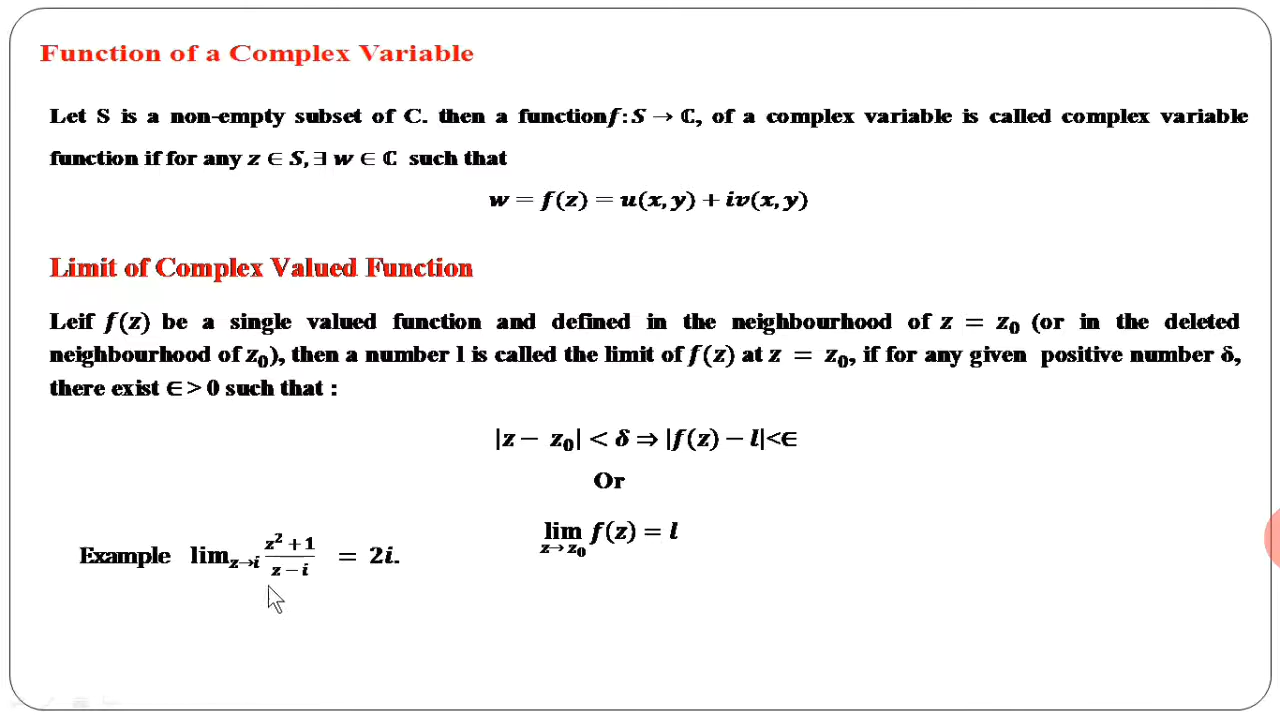 Function of a Complex Variable
Let S is a non-empty subset of C. then a function f: S → ℂ, of a complex variable is called complex variable
function if for any z ∈ S, ∃ w ∈ ℂ such that
w = f(z) = u(x, y) + iv(x, y)
Limit of Complex Valued Function
Leif f(z) be a single valued function and defined in the neighbourhood of z = z₀ (or in the deleted
neighbourhood of z₀), then a number l is called the limit of f(z) at z = z₀, if for any given positive number δ,
there exist ∈ > 0 such that :
|z − z₀| < δ ⇒ |f(z) − l| <∈
Or
lim_{z→z₀} f(z) = l
Example lim_{z→i} (z² + 1)/(z − i) = 2i.